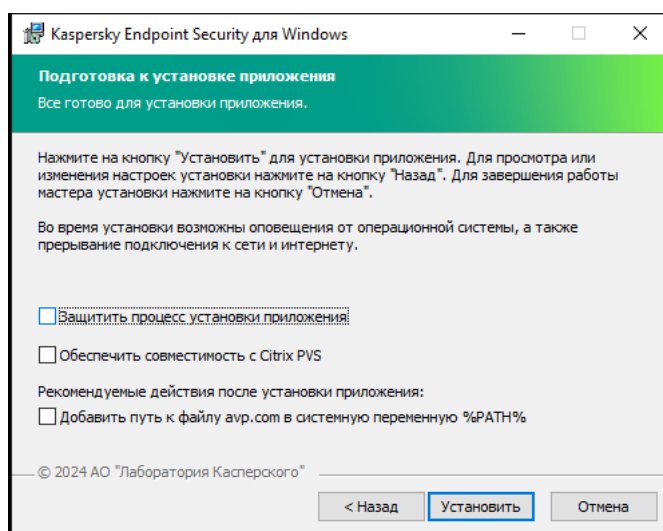 Kaspersky Endpoint Security для Windows
Подготовка к установке приложения
Все готово для установки приложения.
Нажмите на кнопку "Установить" для установки приложения. Для просмотра или
изменения настроек установки нажмите на кнопку "Назад". Для завершения работы
мастера установки нажмите на кнопку "Отмена".
Во время установки возможны оповещения от операционной системы, а также
прерывание подключения к сети и интернету.
Защитить процесс установки приложения
Обеспечить совместимость с Citrix PVS
Рекомендуемые действия после установки приложения:
Добавить путь к файлу avp.com в системную переменную %PATH%
© 2024 АО "Лаборатория Касперского"
< Назад Установить Отмена